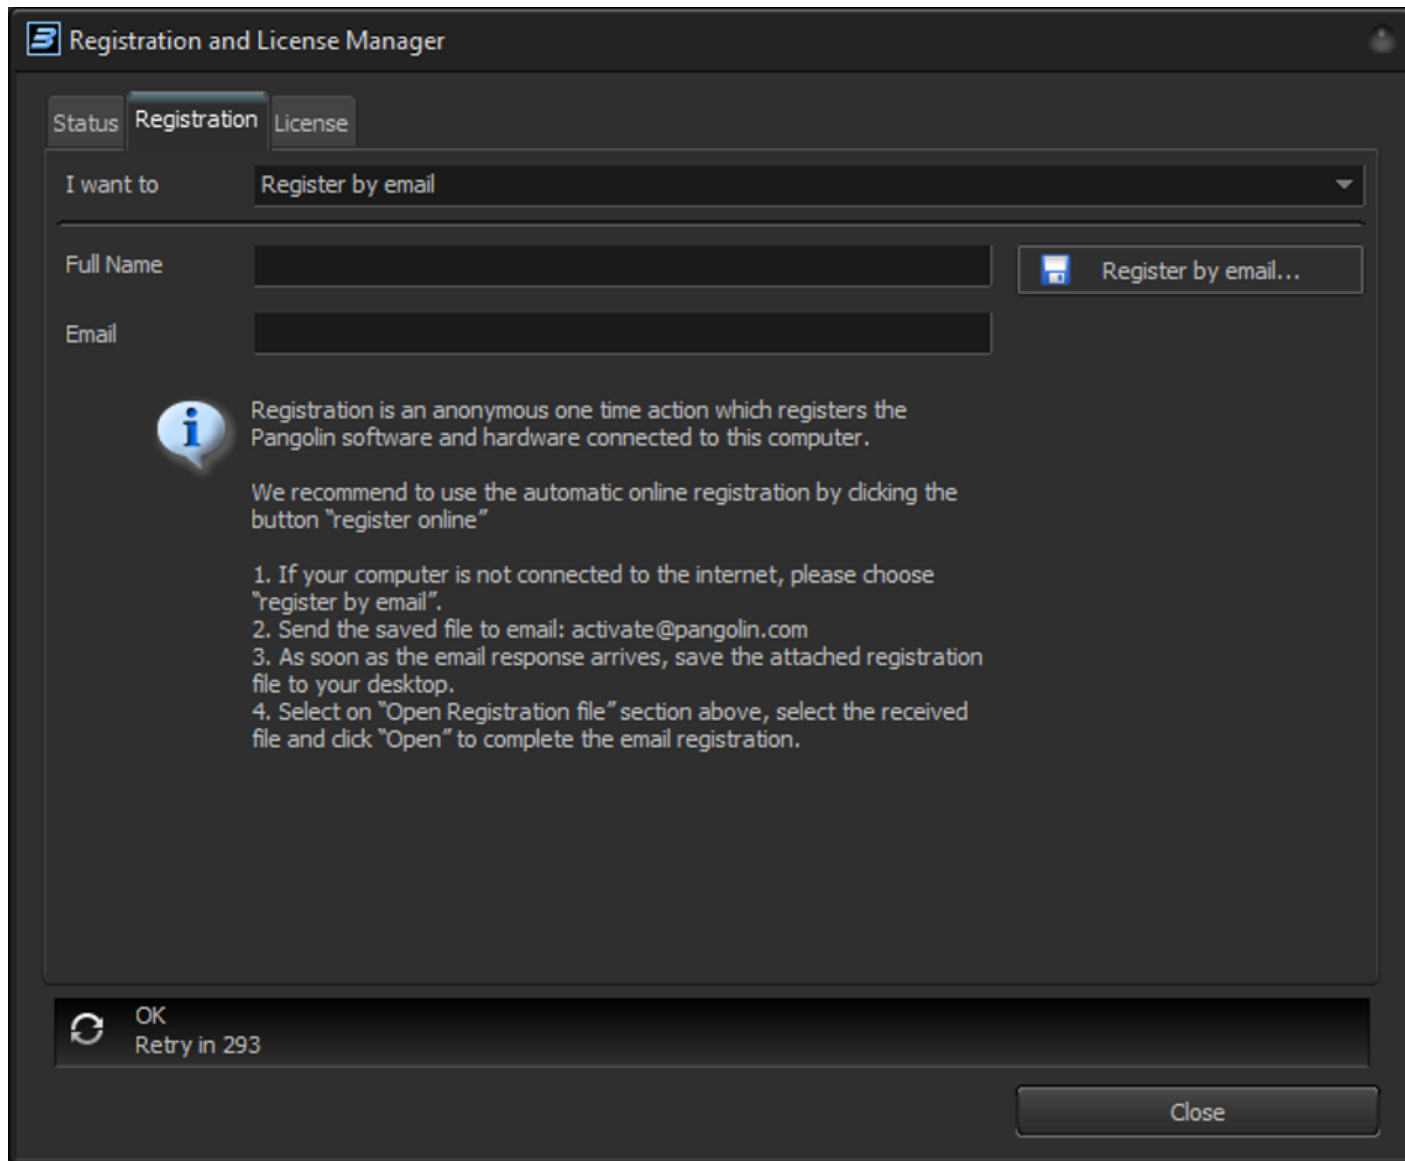 Registration and License Manager
Status Registration License
I want to Register by email
Full Name Register by email...
Email
Registration is an anonymous one time action which registers the
Pangolin software and hardware connected to this computer.
We recommend to use the automatic online registration by clicking the
button “register online”
1. If your computer is not connected to the internet, please choose
“register by email”.
2. Send the saved file to email: activate@pangolin.com
3. As soon as the email response arrives, save the attached registration
file to your desktop.
4. Select on “Open Registration file” section above, select the received
file and click “Open” to complete the email registration.
OK
Retry in 293
Close